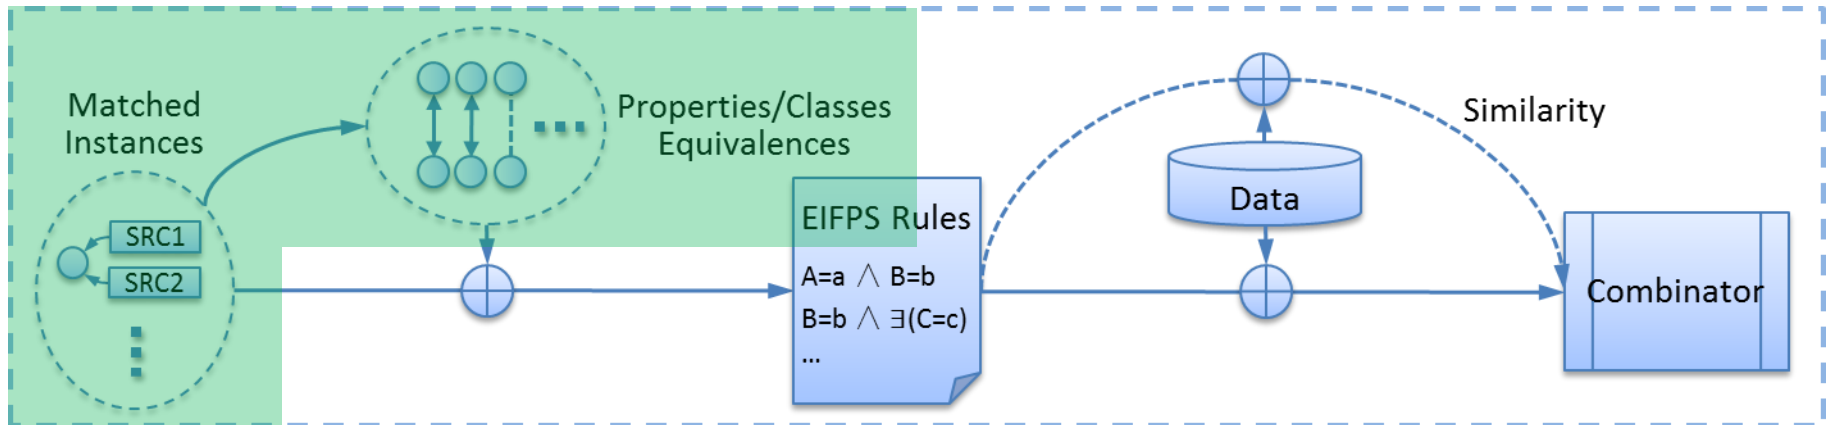 Matched
Instances
SRC1
SRC2
Properties/Classes
Equivalences
EIFPS Rules
A=a ∧ B=b
B=b ∧ ∃(C=c)
...
Data
Similarity
Combinator